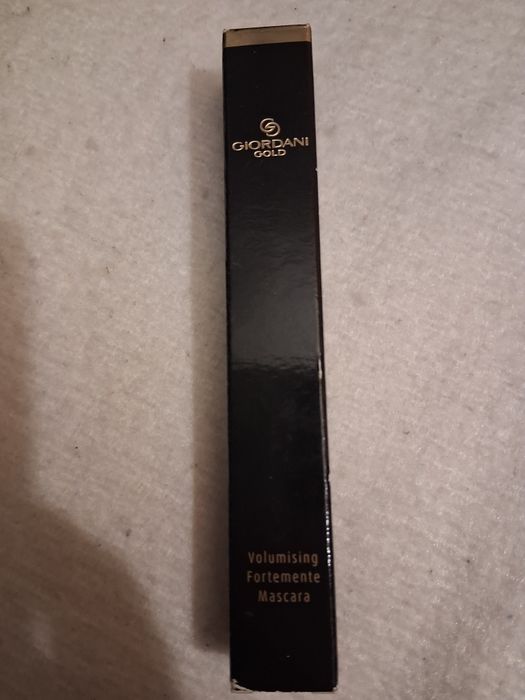 GIORDANI
GOLD
Volumising
Fortemente
Mascara